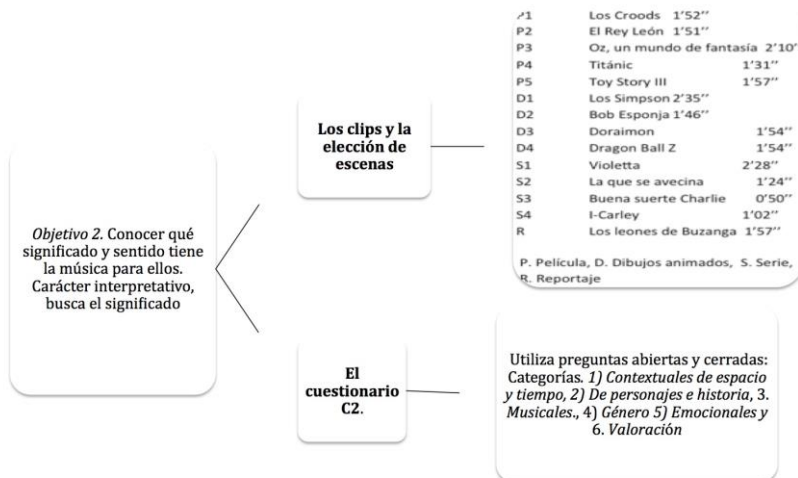 Objetivo 2. Conocer qué
significado y sentido tiene
la música para ellos.
Carácter interpretativo,
busca el significado
Los clips y la
elección de
escenas
P1 Los Croods 1’52’’
P2 El Rey León 1’51’’
P3 Oz, un mundo de fantasía 2’10’
P4 Titánic 1’31’’
P5 Toy Story III 1’57’’
D1 Los Simpson 2’35’’
D2 Bob Esponja 1’46’’
D3 Doraimon 1’54’’
D4 Dragon Ball Z 1’54’’
S1 Violetta 2’28’’
S2 La que se avecina 1’24’’
S3 Buena suerte Charlie 0’50’’
S4 I-Carley 1’02’’
R Los leones de Buzanga 1’57’’
P. Película, D. Dibujos animados, S. Serie,
R. Reportaje
El
cuestionario
C2.
Utiliza preguntas abiertas y cerradas:
Categorías. 1) Contextuales de espacio
y tiempo, 2) De personajes e historia, 3.
Musicales., 4) Género 5) Emocionales y
6. Valoración